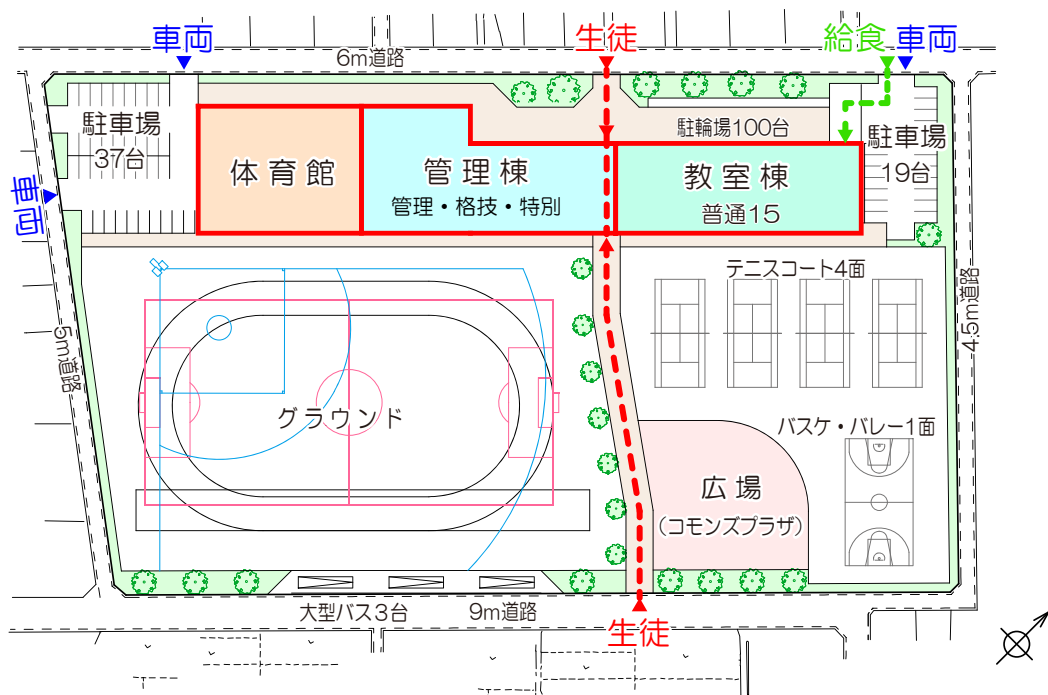 車両
生徒
給食
車両
6m道路
駐車場
37台
駐輪場100台
駐車場
19台
体育館
管理棟
管理・格技・特別
教室棟
普通15
車両
テニスコート4面
5m道路
4.5m道路
グラウンド
バスケ・バレー1面
広場
(コモンズプラザ)
大型バス3台
9m道路
生徒